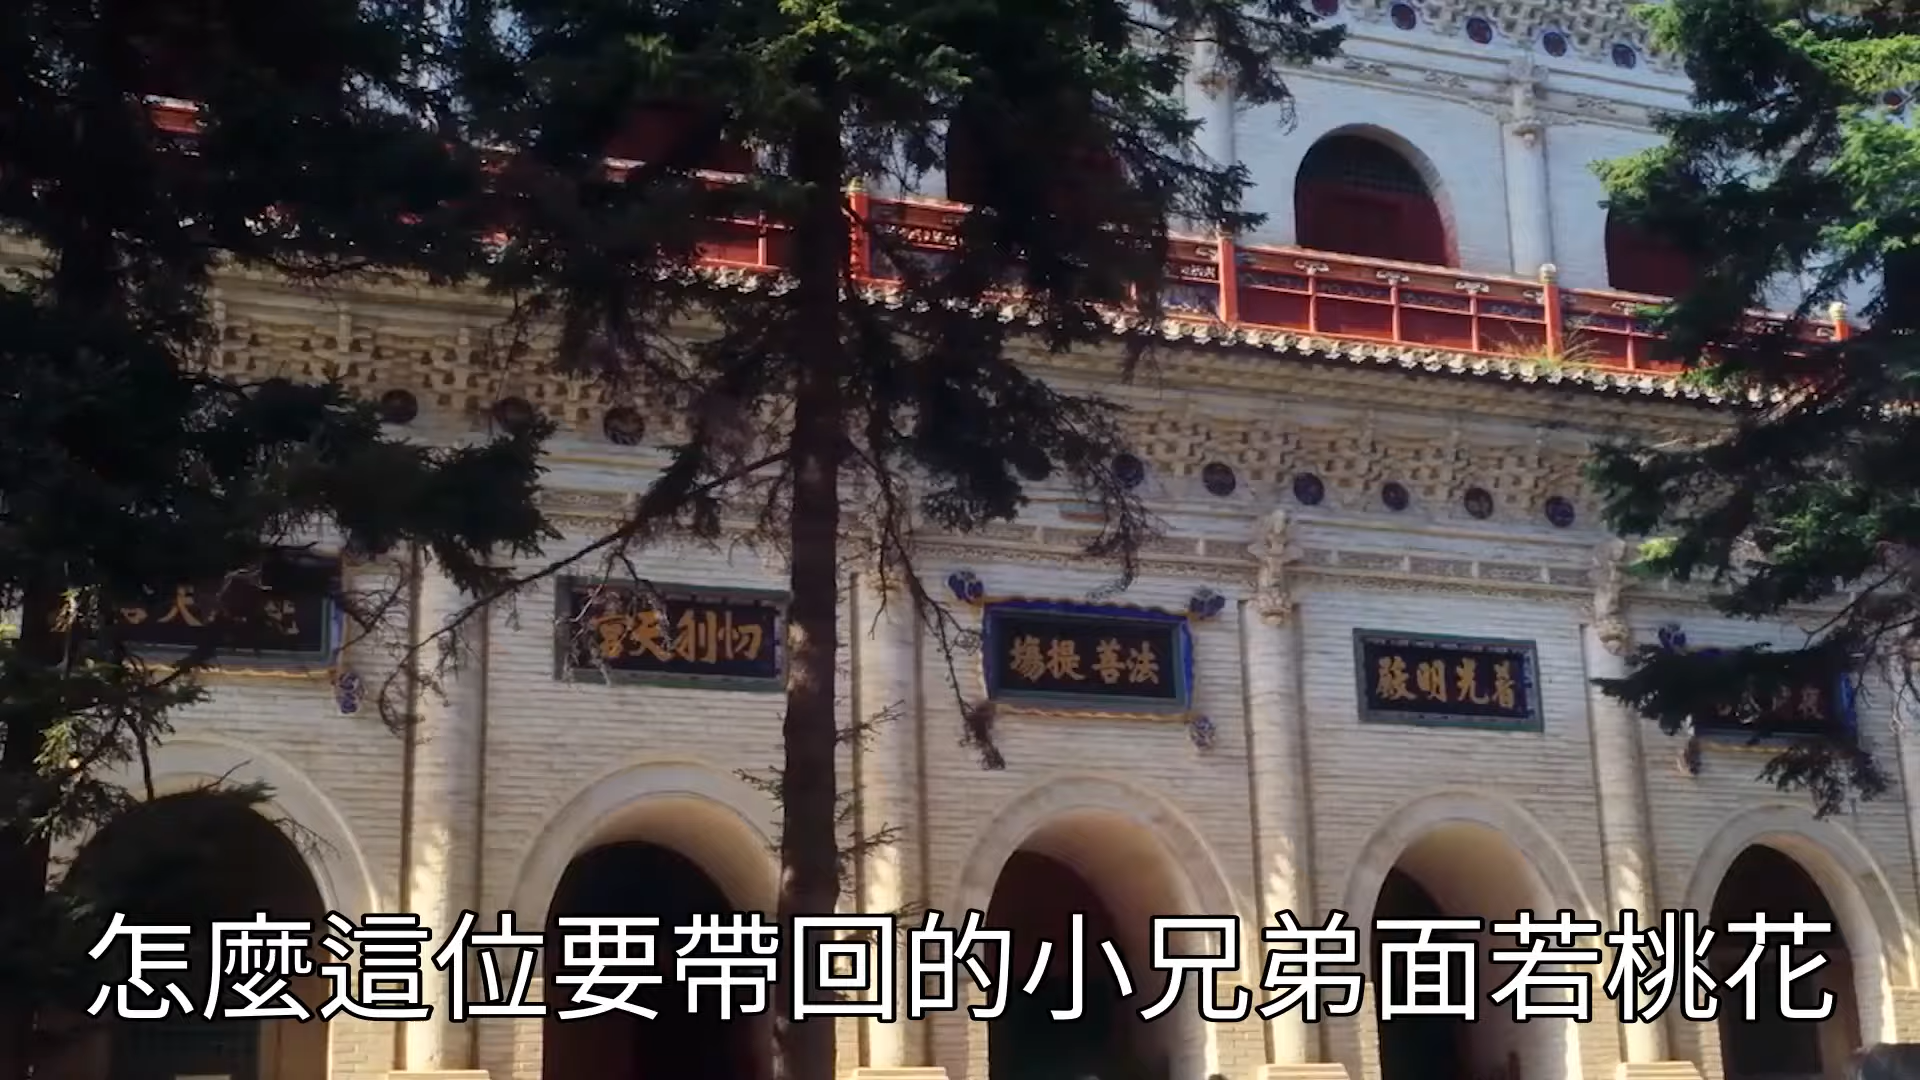 忉利天宮
法菩提場
普光明殿
怎麼這位要帶回的小兄弟面若桃花